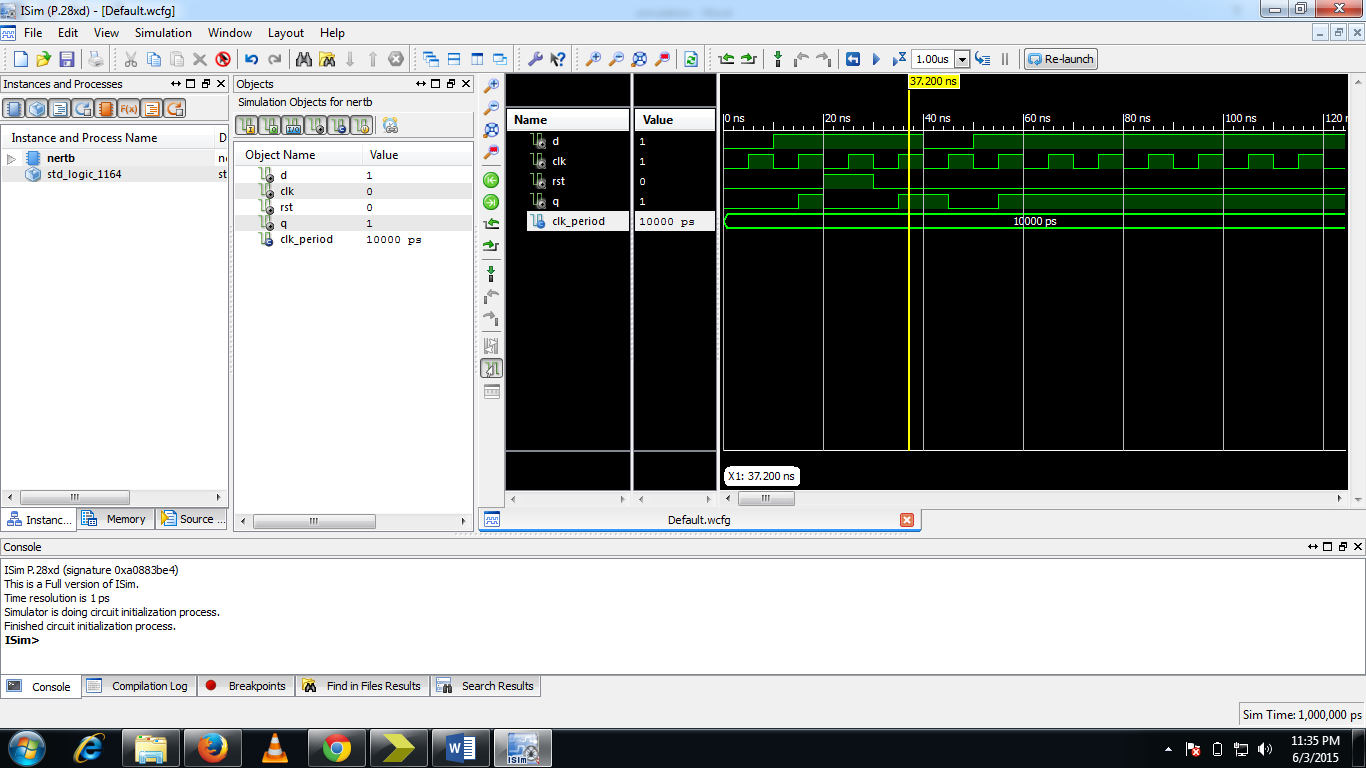 ISim (P.28xd) - [Default.wcfg]
File Edit View Simulation Window Layout Help
1.00us Re-launch
Instances and Processes
Instance and Process Name D
nertb
std_logic_1164 st
Instanc... Memory Source ...
Objects
Simulation Objects for nertb
Object Name Value
d 1
clk 0
rst 0
q 1
clk_period 10000 ps
Name Value
d 1
clk 1
rst 0
q 1
clk_period 10000 ps
37.200 ns
0 ns 20 ns 40 ns 60 ns 80 ns 100 ns 120 n
10000 ps
X1: 37.200 ns
Default.wcfg
Console
ISim P.28xd (signature 0xa0883be4)
This is a Full version of ISim.
Time resolution is 1 ps
Simulator is doing circuit initialization process.
Finished circuit initialization process.
ISim>
Console Compilation Log Breakpoints Find in Files Results Search Results
Sim Time: 1,000,000 ps
11:35 PM
6/3/2015